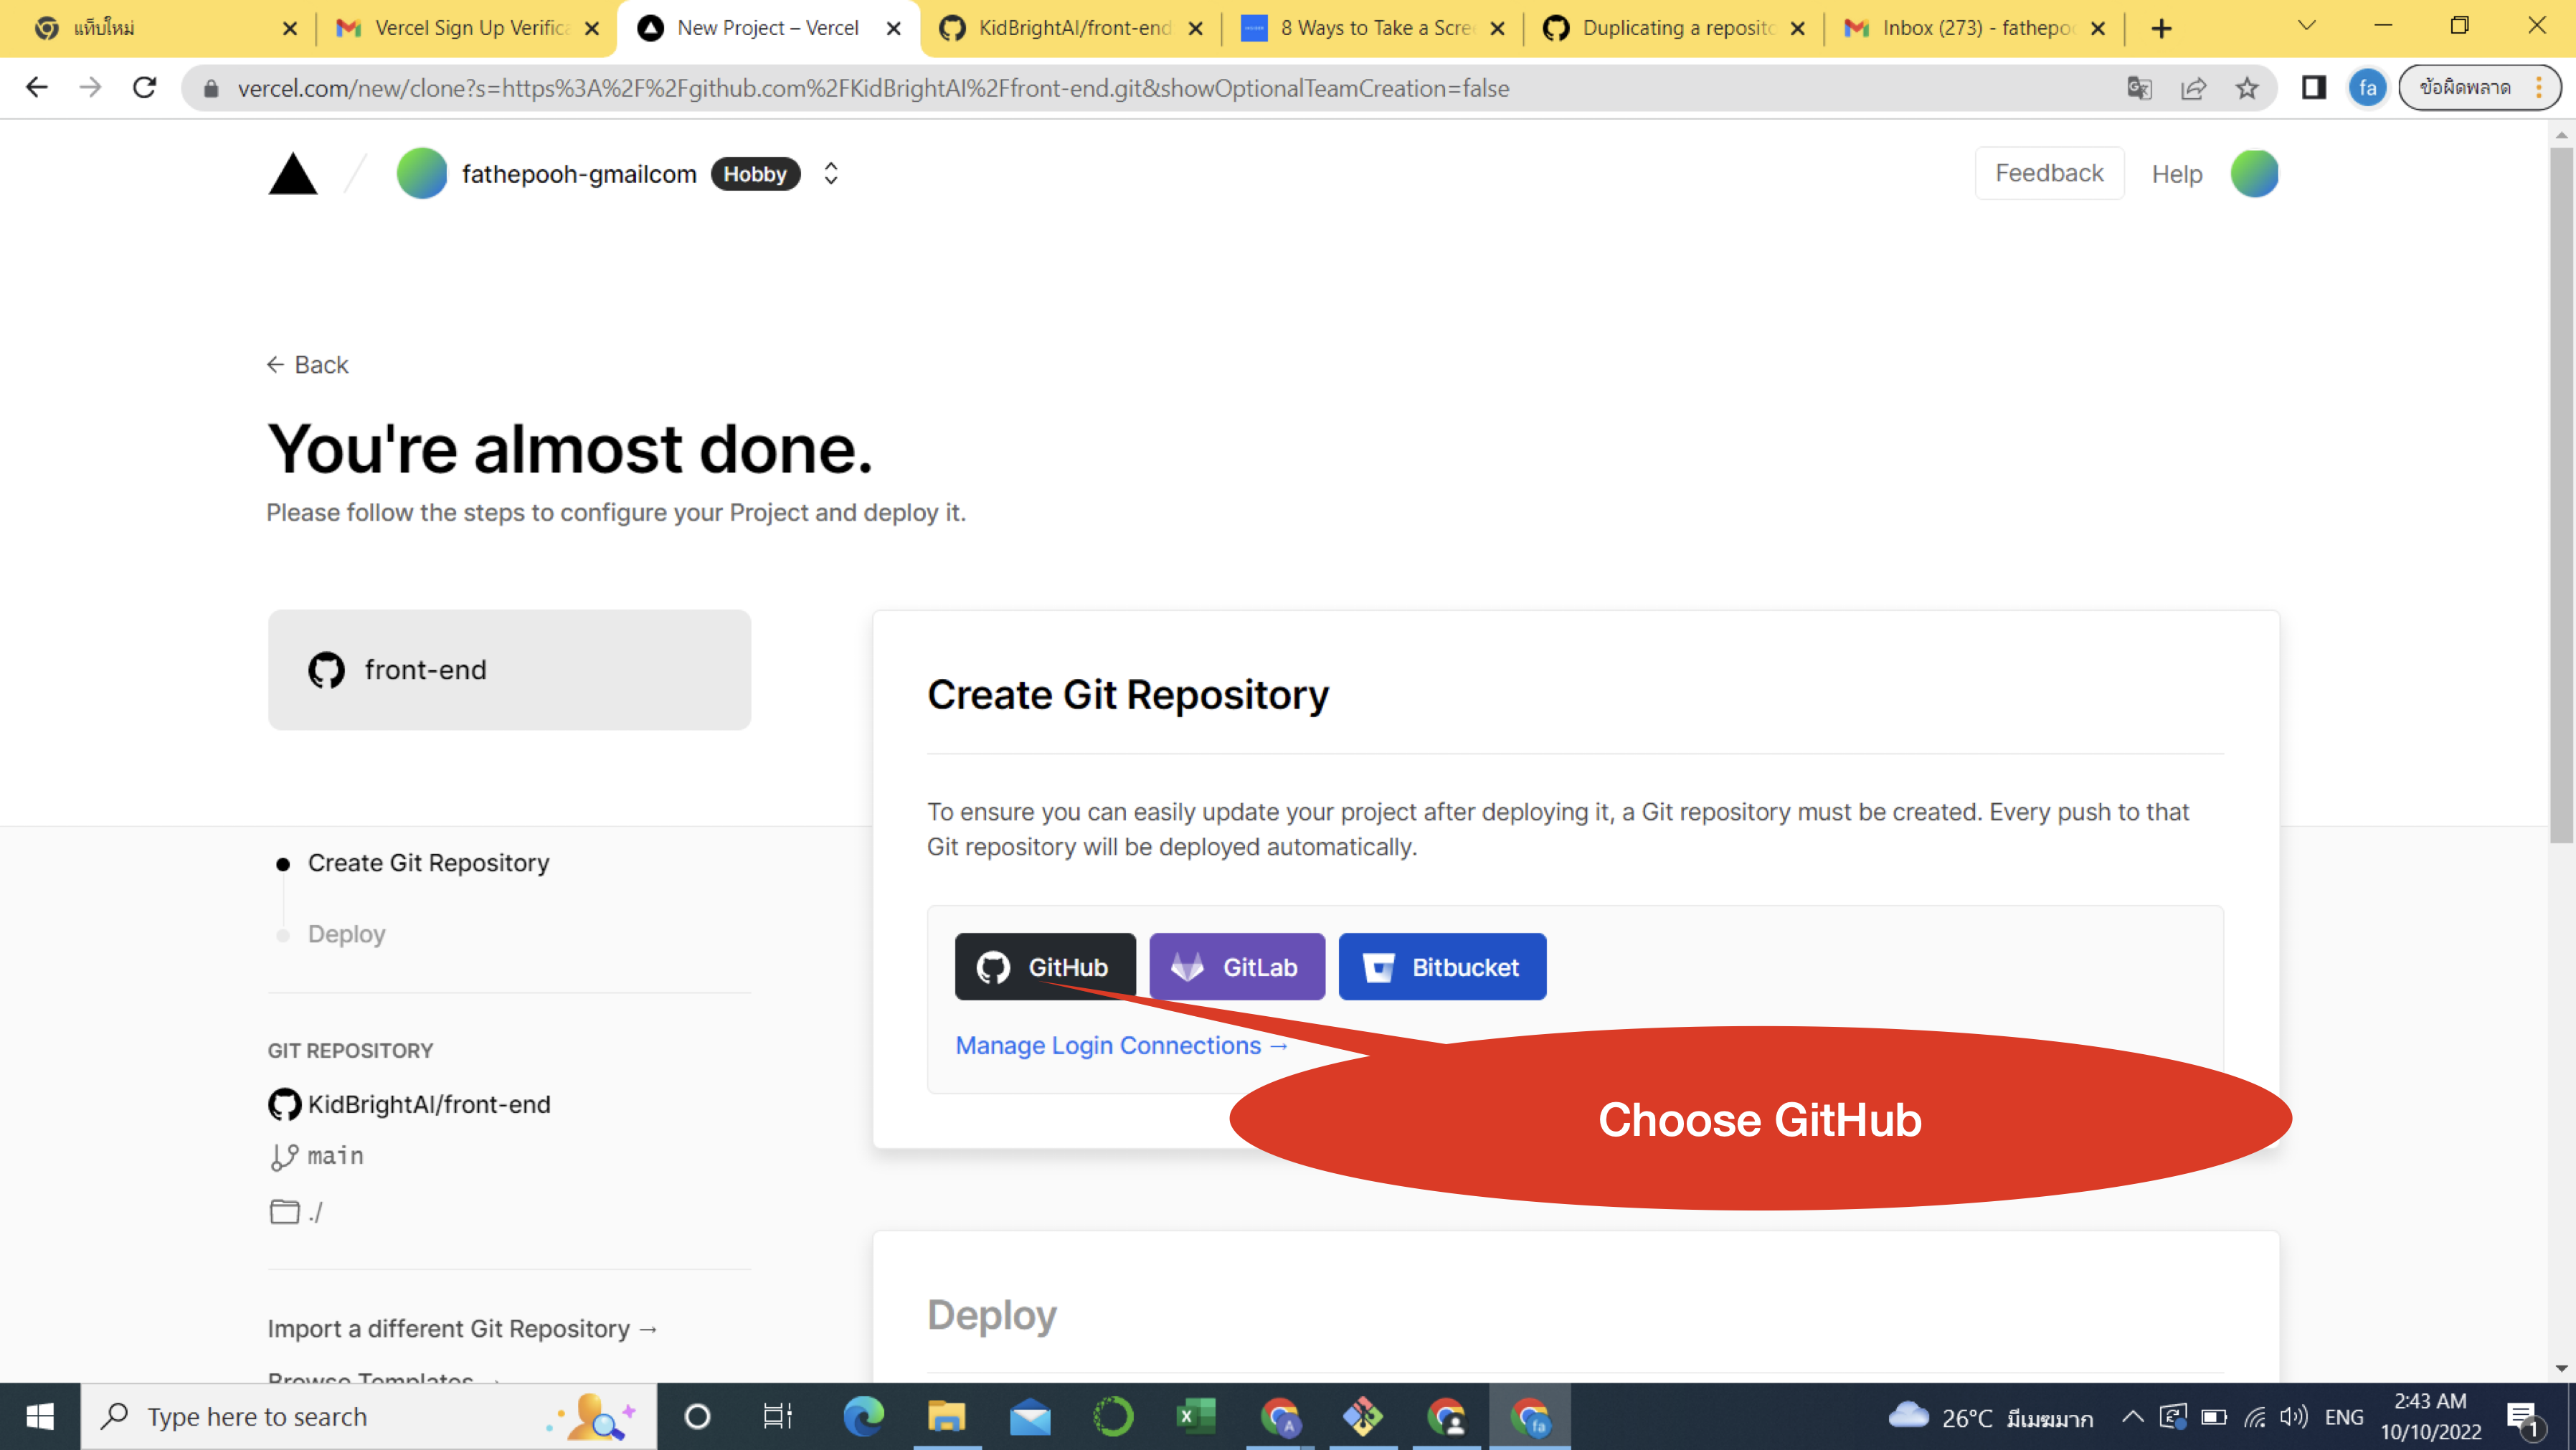 แท็บใหม่
Vercel Sign Up Verifica
New Project – Vercel
KidBrightAI/front-end
8 Ways to Take a Scree
Duplicating a reposito
Inbox (273) - fathepoo
vercel.com/new/clone?s=https%3A%2F%2Fgithub.com%2FKidBrightAI%2Ffront-end.git&showOptionalTeamCreation=false
fa
ข้อผิดพลาด
fathepooh-gmailcom
Hobby
Feedback
Help
← Back
You're almost done.
Please follow the steps to configure your Project and deploy it.
front-end
Create Git Repository
To ensure you can easily update your project after deploying it, a Git repository must be created. Every push to that
Git repository will be deployed automatically.
Create Git Repository
Deploy
GitHub
GitLab
Bitbucket
Manage Login Connections →
GIT REPOSITORY
KidBrightAI/front-end
main
./
Choose GitHub
Import a different Git Repository →
Browse Templates →
Deploy
Type here to search
26°C มีเมฆมาก
ENG
2:43 AM
10/10/2022
1